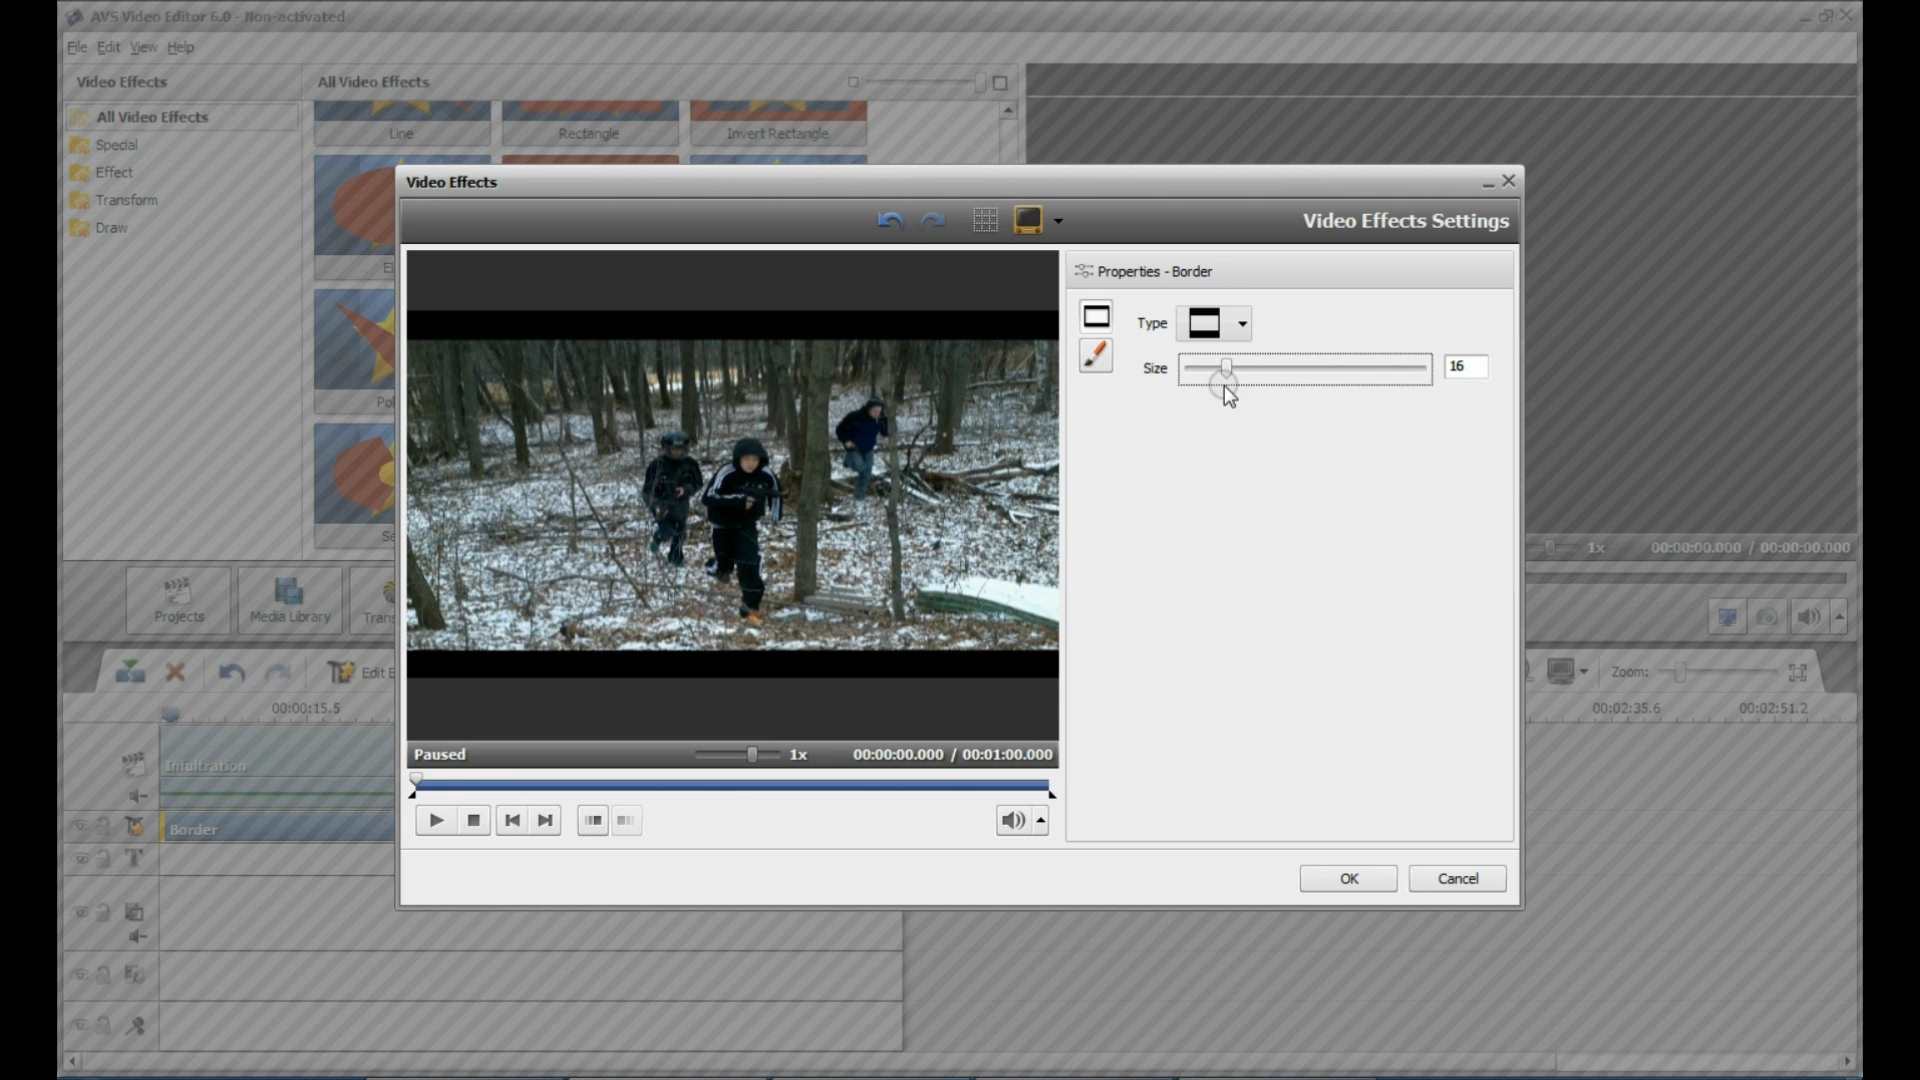 AVS Video Editor 6.0 - Non-activated
File Edit View Help
Video Effects
All Video Effects
All Video Effects
Special
Effect
Transform
Draw
Line
Rectangle
Invert Rectangle
Video Effects
Video Effects Settings
Properties - Border
Type
Size
16
Paused
1x
00:00:00.000 / 00:01:00.000
OK
Cancel
1x
00:00:00.000 / 00:00:00.000
Projects
Media Library
Trans
Edit E
Zoom:
00:00:15.5
00:02:35.6
00:02:51.2
Infultration
Border
T